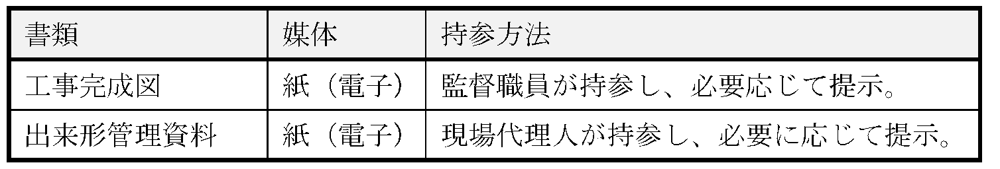 書類 媒体 持参方法
工事完成図 紙（電子） 監督職員が持参し、必要応じて提示。
出来形管理資料 紙（電子） 現場代理人が持参し、必要に応じて提示。